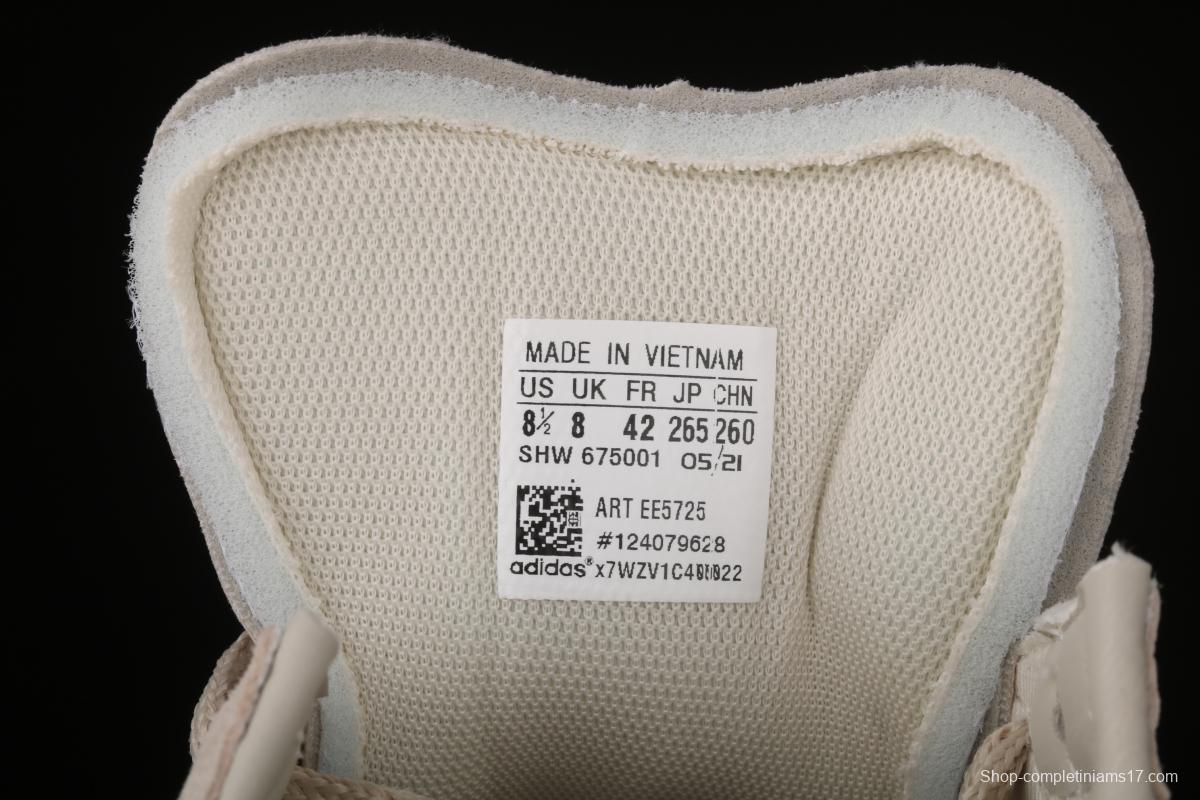 MADE IN VIETNAM
US UK FR JP CHN
8½ 8 42 265 260
SHW 675001 05/21
ART EE5725
#124079628
adidas®
Shop-completiniams17.com